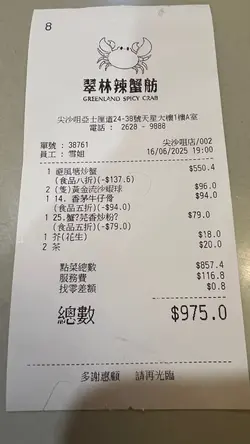 8
翠林辣蟹舫
GREENLAND SPICY CRAB
尖沙咀亞士厘道24-38號天星大樓1樓A室
電話 : 2628 - 9880
單號 : 38761 尖沙咀店/002
員工 : 雪姐 16/06/2025 19:00
1 避風塘炒蟹 $550.4
(食品八折)(-$137.6)
2 (隻)黃金流沙蝦球 $96.0
1 14. 香茅牛仔骨 $94.0
(食品五折)(-$94.0)
1 25.蟹?芫香炒粉? $79.0
(食品五折)(-$79.0)
1 芥(花生) $18.0
2 茶 $20.0
點菜總數 $857.4
服務費 $116.8
找零差額 $0.8
總數 $975.0
多謝惠顧 請再光臨